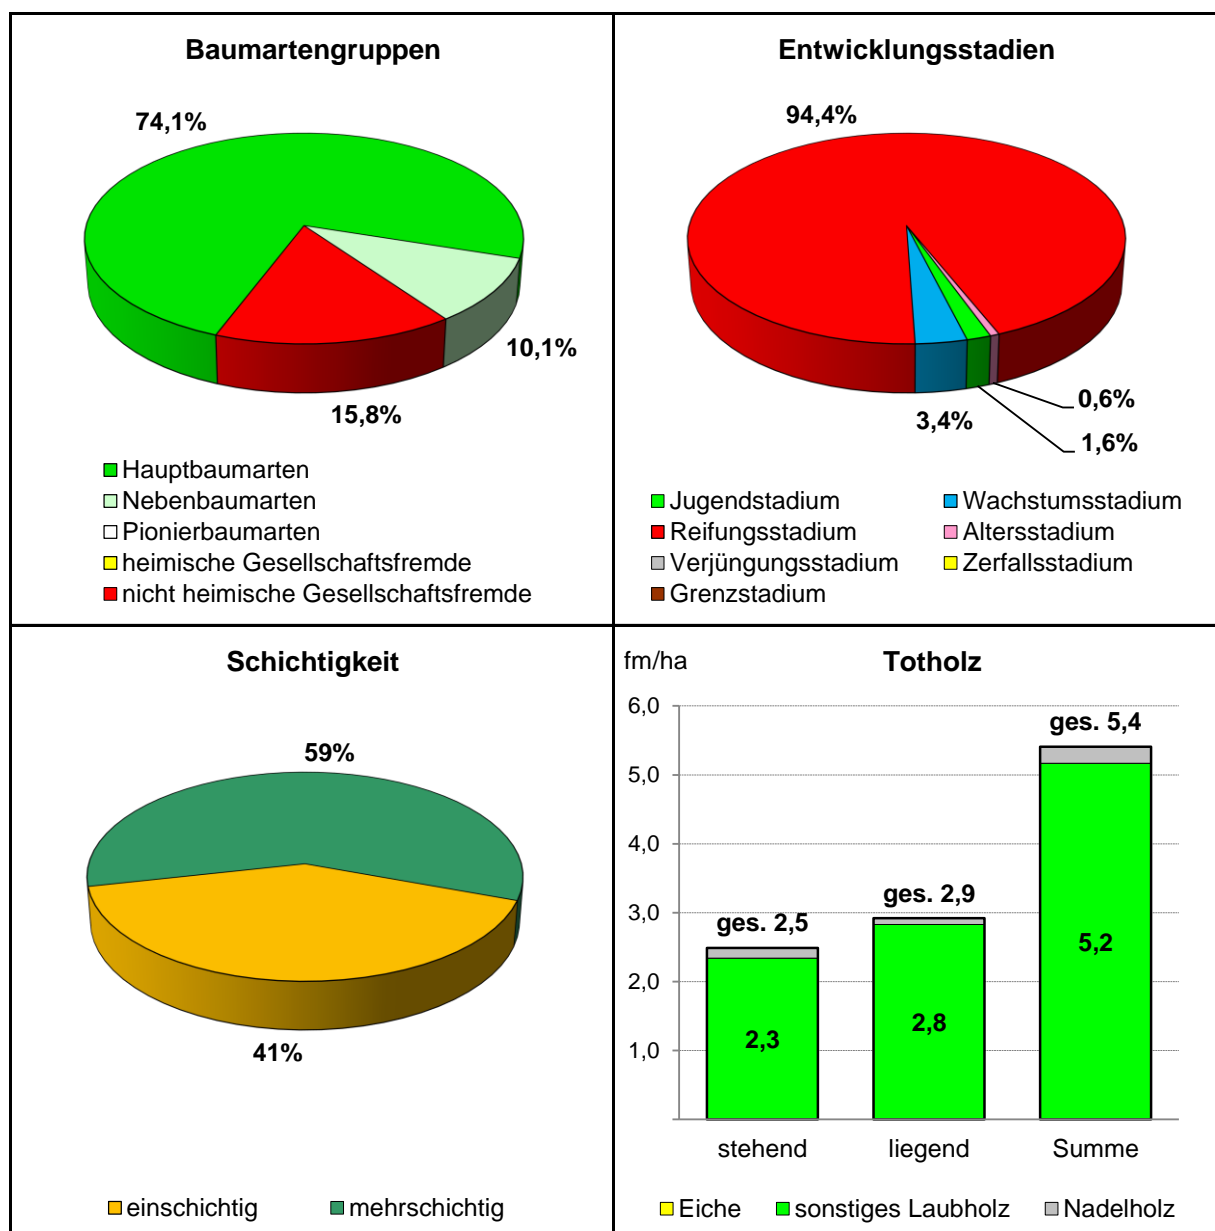 Baumartengruppen
74,1%
10,1%
15,8%
Hauptbaumarten
Nebenbaumarten
Pionierbaumarten
heimische Gesellschaftsfremde
nicht heimische Gesellschaftsfremde
Entwicklungsstadien
94,4%
0,6%
3,4%
1,6%
Jugendstadium Wachstumsstadium
Reifungsstadium Altersstadium
Verjüngungsstadium Zerfallsstadium
Grenzstadium
Schichtigkeit
59%
41%
einschichtig mehrschichtig
fm/ha Totholz
6,0
ges. 5,4
5,0
4,0
3,0
ges. 2,9
ges. 2,5
5,2
2,0
2,8
2,3
1,0
stehend liegend Summe
Eiche sonstiges Laubholz Nadelholz